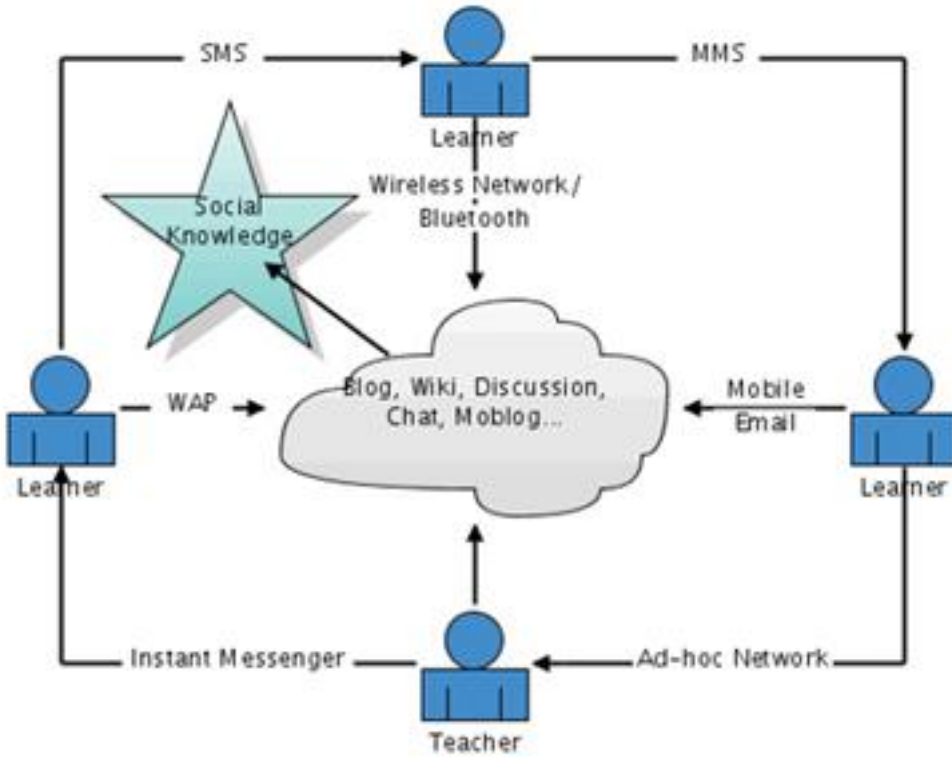 SMS
MMS
Learner
Wireless Network/
Bluetooth
Social
Knowledge
Blog, Wiki, Discussion,
Chat, Moblog...
WAP
Mobile
Email
Learner
Learner
Instant Messenger
Ad-hoc Network
Teacher